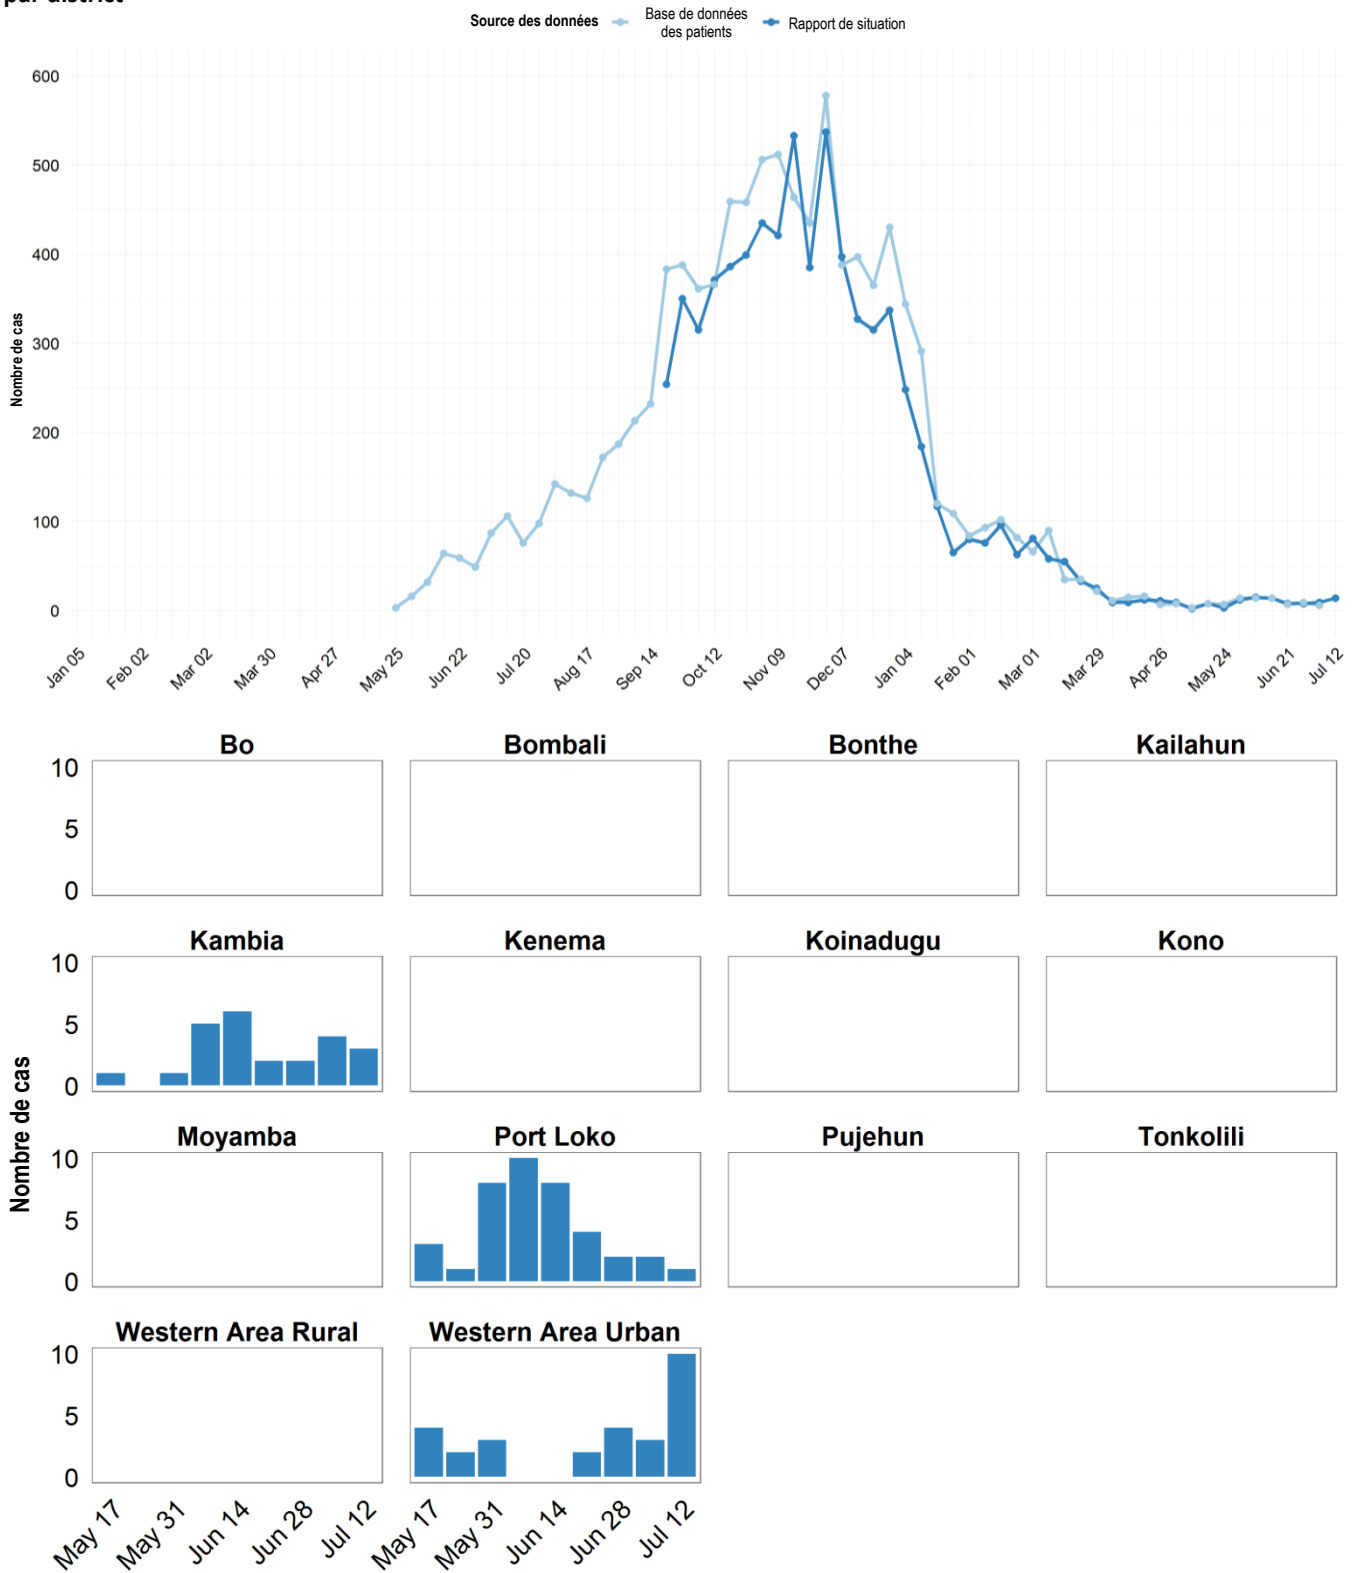 par district
Source des données Base de données des patients Rapport de situation
Nombre de cas
600
500
400
300
200
100
0
Jan 05 Feb 02 Mar 02 Mar 30 Apr 27 May 25 Jun 22 Jul 20 Aug 17 Sep 14 Oct 12 Nov 09 Dec 07 Jan 04 Feb 01 Mar 01 Mar 29 Apr 26 May 24 Jun 21 Jul 12
Nombre de cas
Bo Bombali Bonthe Kailahun
10
5
0
Kambia Kenema Koinadugu Kono
10
5
0
Moyamba Port Loko Pujehun Tonkolili
10
5
0
Western Area Rural Western Area Urban
10
5
0
May 17 May 31 Jun 14 Jun 28 Jul 12 May 17 May 31 Jun 14 Jun 28 Jul 12